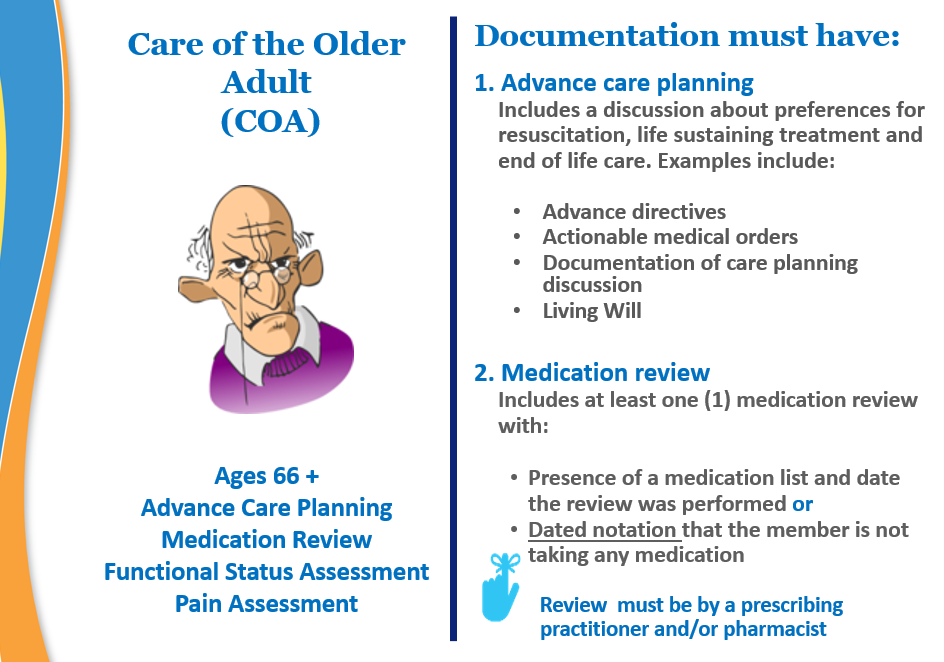 Care of the Older
Adult
(COA)
Ages 66 +
Advance Care Planning
Medication Review
Functional Status Assessment
Pain Assessment
Documentation must have:
1. Advance care planning
Includes a discussion about preferences for
resuscitation, life sustaining treatment and
end of life care. Examples include:
• Advance directives
• Actionable medical orders
• Documentation of care planning
discussion
• Living Will
2. Medication review
Includes at least one (1) medication review
with:
• Presence of a medication list and date
the review was performed or
• Dated notation that the member is not
taking any medication
Review must be by a prescribing
practitioner and/or pharmacist